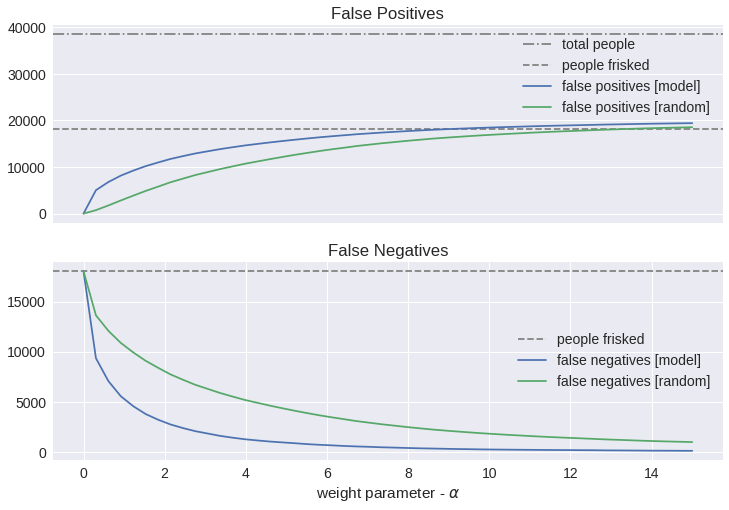 False Positives
40000
30000
20000
10000
0
total people
people frisked
false positives [model]
false positives [random]
False Negatives
15000
10000
5000
0
people frisked
false negatives [model]
false negatives [random]
0 2 4 6 8 10 12 14
weight parameter - α